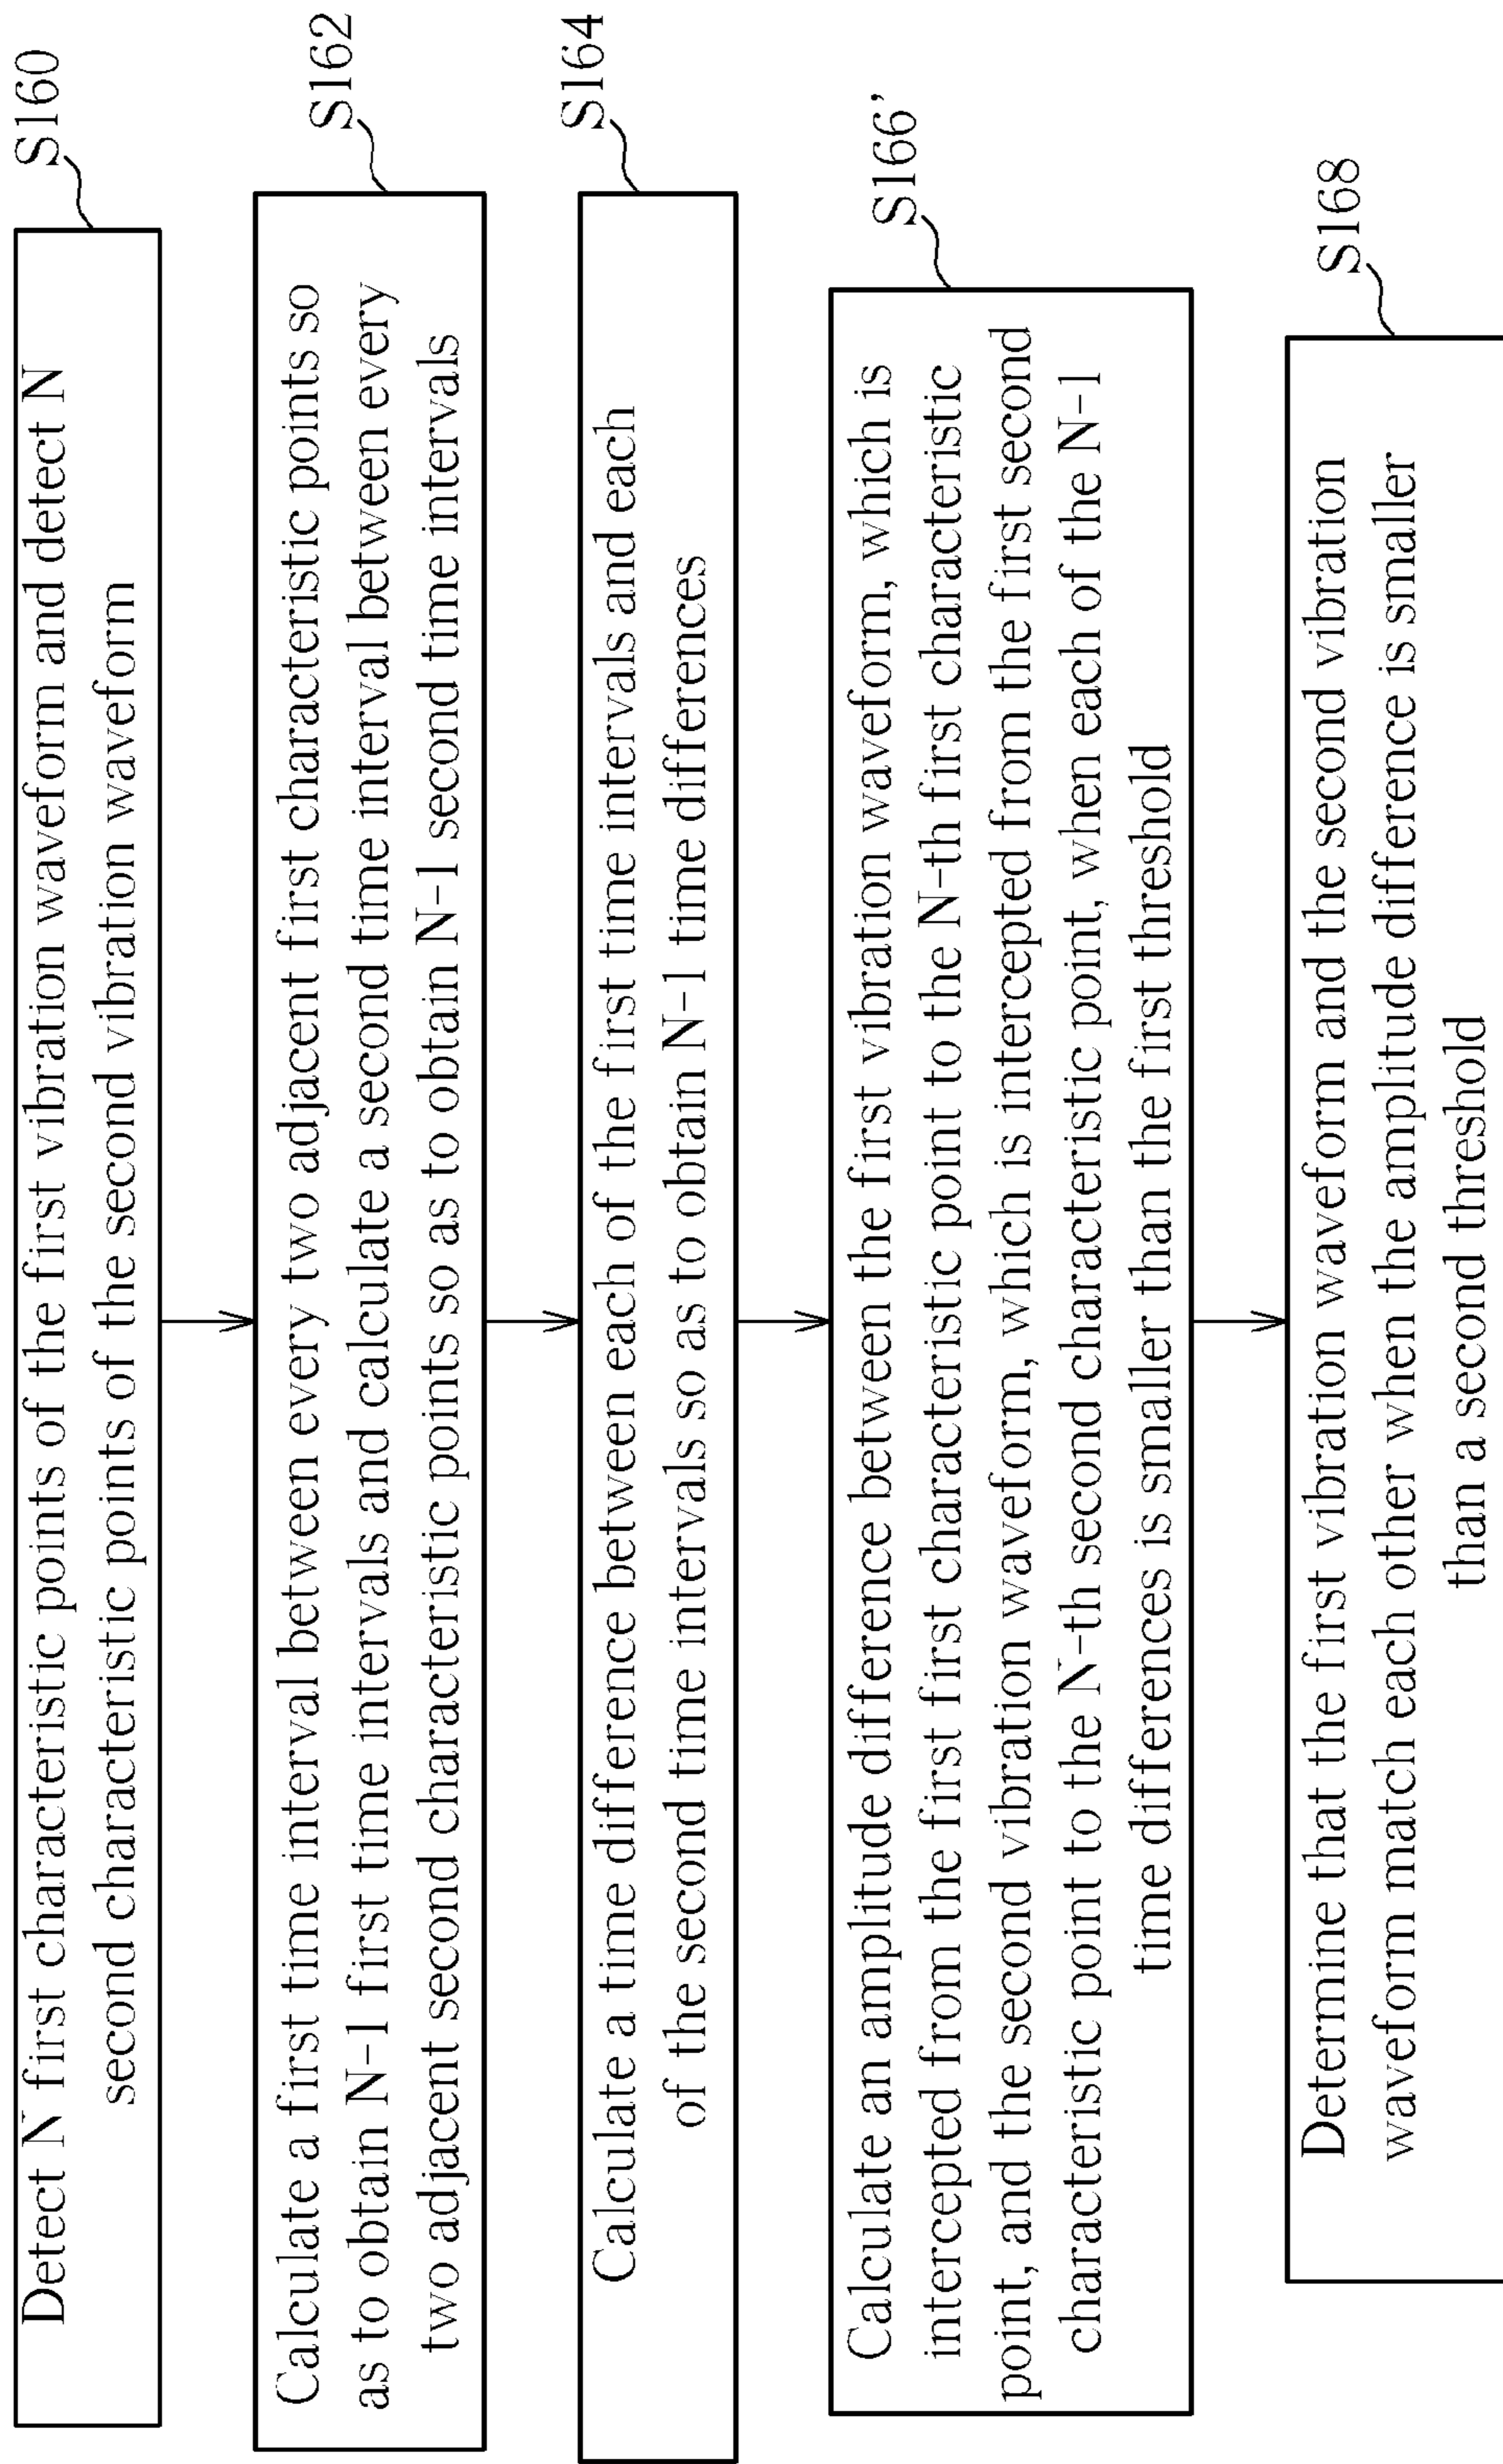 Detect N first characteristic points of the first vibration waveform and detect N
second characteristic points of the second vibration waveform
S160
Calculate a first time interval between every two adjacent first characteristic points so
as to obtain N-1 first time intervals and calculate a second time interval between every
two adjacent second characteristic points so as to obtain N-1 second time intervals
S162
Calculate a time difference between each of the first time intervals and each
of the second time intervals so as to obtain N-1 time differences
S164
Calculate an amplitude difference between the first vibration waveform, which is
intercepted from the first first characteristic point to the N-th first characteristic
point, and the second vibration waveform, which is intercepted from the first second
characteristic point to the N-th second characteristic point, when each of the N-1
time differences is smaller than the first threshold
S166’
Determine that the first vibration waveform and the second vibration
waveform match each other when the amplitude difference is smaller
than a second threshold
S168